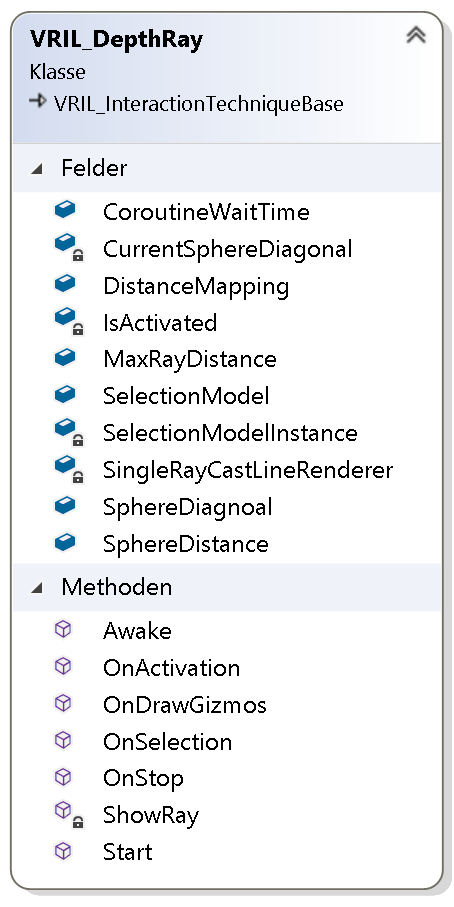 VRIL_DepthRay
Klasse
VRIL_InteractionTechniqueBase
Felder
CoroutineWaitTime
CurrentSphereDiagonal
DistanceMapping
IsActivated
MaxRayDistance
SelectionModel
SelectionModelInstance
SingleRayCastLineRenderer
SphereDiagnoal
SphereDistance
Methoden
Awake
OnActivation
OnDrawGizmos
OnSelection
OnStop
ShowRay
Start